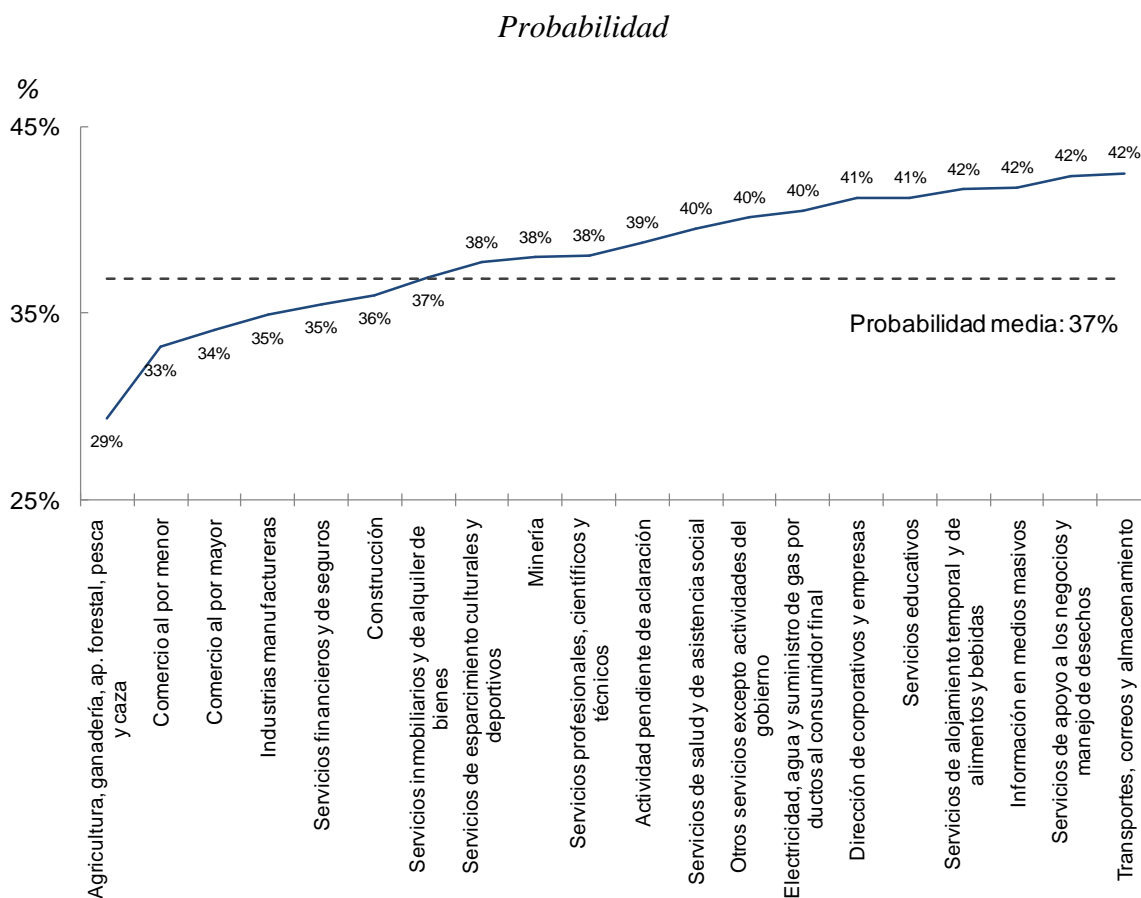 Probabilidad
%
45%
35%
25%
29%
33%
34%
35%
35%
36%
37%
38%
38%
38%
39%
40%
40%
40%
41%
41%
42%
42%
42%
42%
Probabilidad media: 37%
Agricultura, ganadería, ap. forestal, pesca
y caza
Comercio al por menor
Comercio al por mayor
Industrias manufactureras
Servicios financieros y de seguros
Construcción
Servicios inmobiliarios y de alquiler de
bienes
Servicios de esparcimiento culturales y
deportivos
Minería
Servicios profesionales, científicos y
técnicos
Actividad pendiente de aclaración
Servicios de salud y de asistencia social
Otros servicios excepto actividades del
gobierno
Electricidad, agua y suministro de gas por
ductos al consumidor final
Dirección de corporativos y empresas
Servicios educativos
Servicios de alojamiento temporal y de
alimentos y bebidas
Información en medios masivos
Servicios de apoyo a los negocios y
manejo de desechos
Transportes, correos y almacenamiento